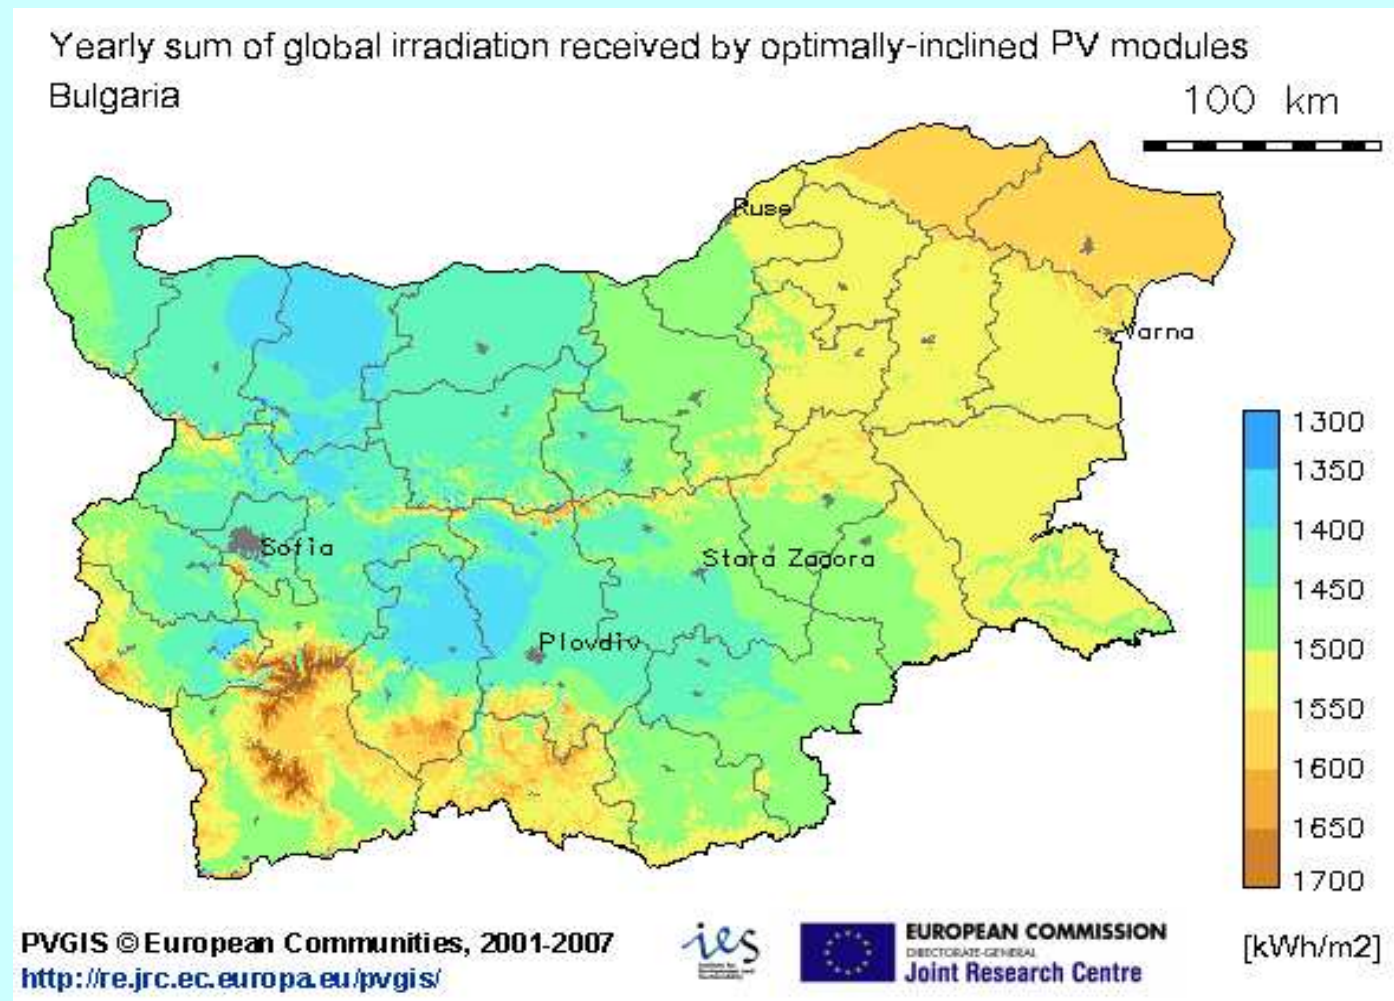 Yearly sum of global irradiation received by optimally-inclined PV modules
Bulgaria
100 km
Ruse
Varna
Sofia
Stara Zagora
Plovdiv
1300
1350
1400
1450
1500
1550
1600
1650
1700
[kWh/m2]
PVGIS © European Communities, 2001-2007
http://re.jrc.ec.europa.eu/pvgis/
ies
EUROPEAN COMMISSION
DIRECTORATE-GENERAL
Joint Research Centre